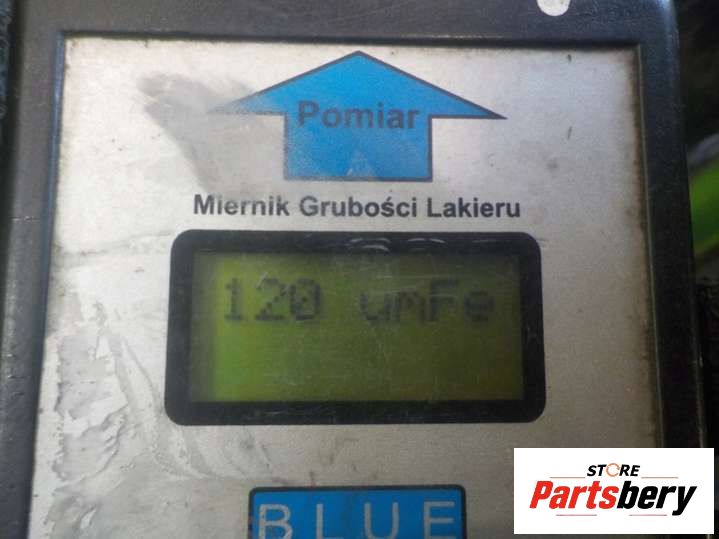 Pomiar
Miernik Grubości Lakieru
120 umFe
BLUE
STORE
Partsbery